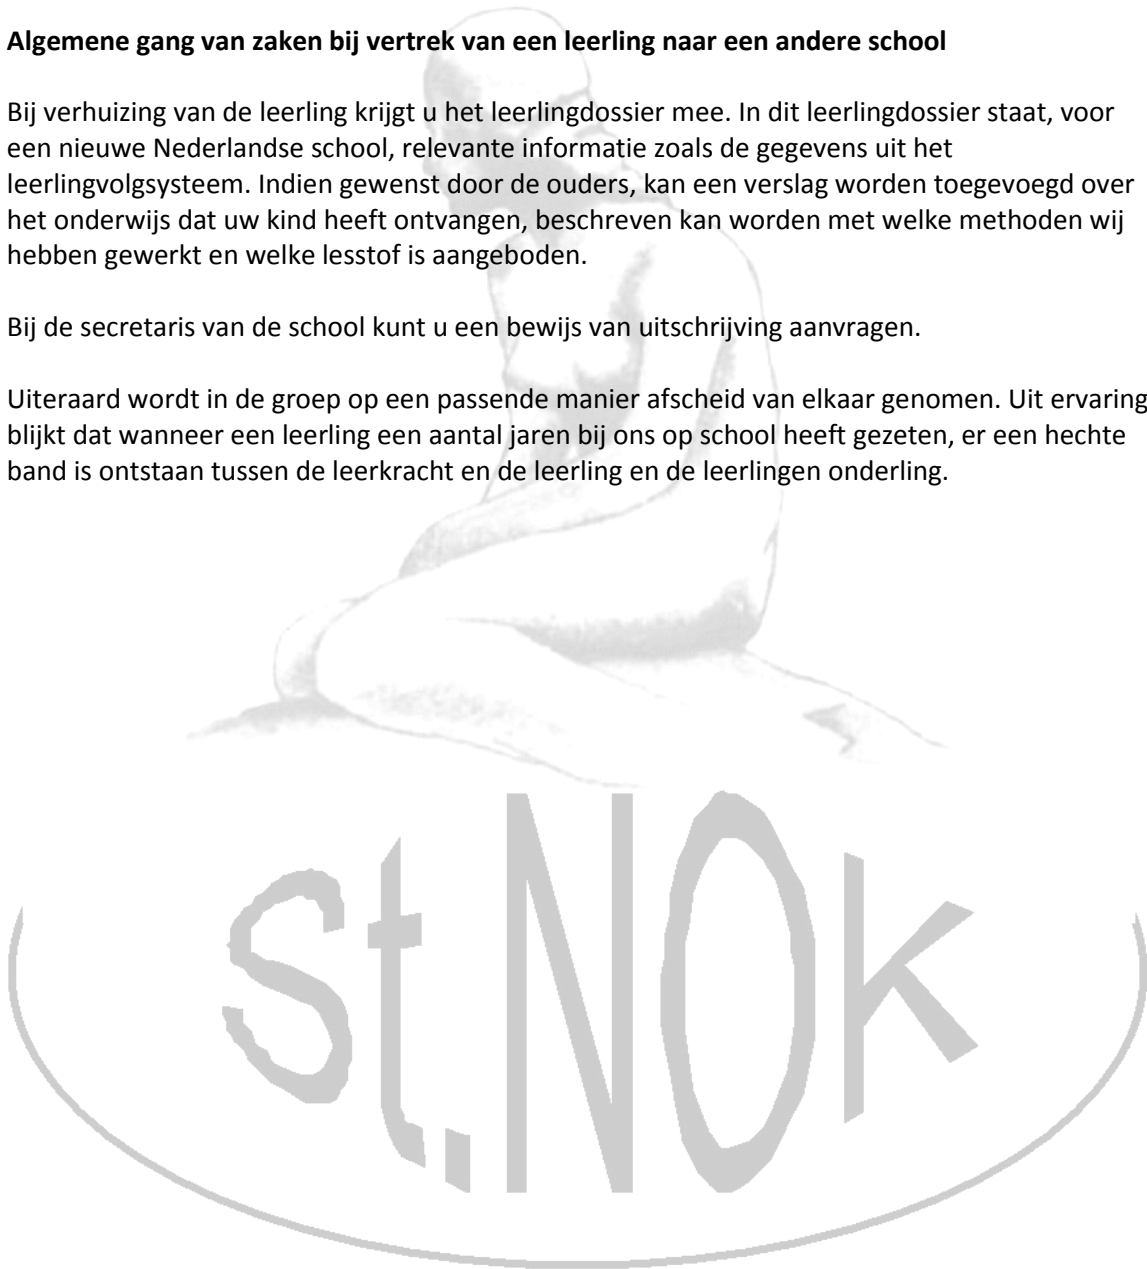 Algemene gang van zaken bij vertrek van een leerling naar een andere school
Bij verhuizing van de leerling krijgt u het leerlingdossier mee. In dit leerlingdossier staat, voor
een nieuwe Nederlandse school, relevante informatie zoals de gegevens uit het
leerlingvolgsysteem. Indien gewenst door de ouders, kan een verslag worden toegevoegd over
het onderwijs dat uw kind heeft ontvangen, beschreven kan worden met welke methoden wij
hebben gewerkt en welke lesstof is aangeboden.
Bij de secretaris van de school kunt u een bewijs van uitschrijving aanvragen.
Uiteraard wordt in de groep op een passende manier afscheid van elkaar genomen. Uit ervaring
blijkt dat wanneer een leerling een aantal jaren bij ons op school heeft gezeten, er een hechte
band is ontstaan tussen de leerkracht en de leerling en de leerlingen onderling.
st.NOk